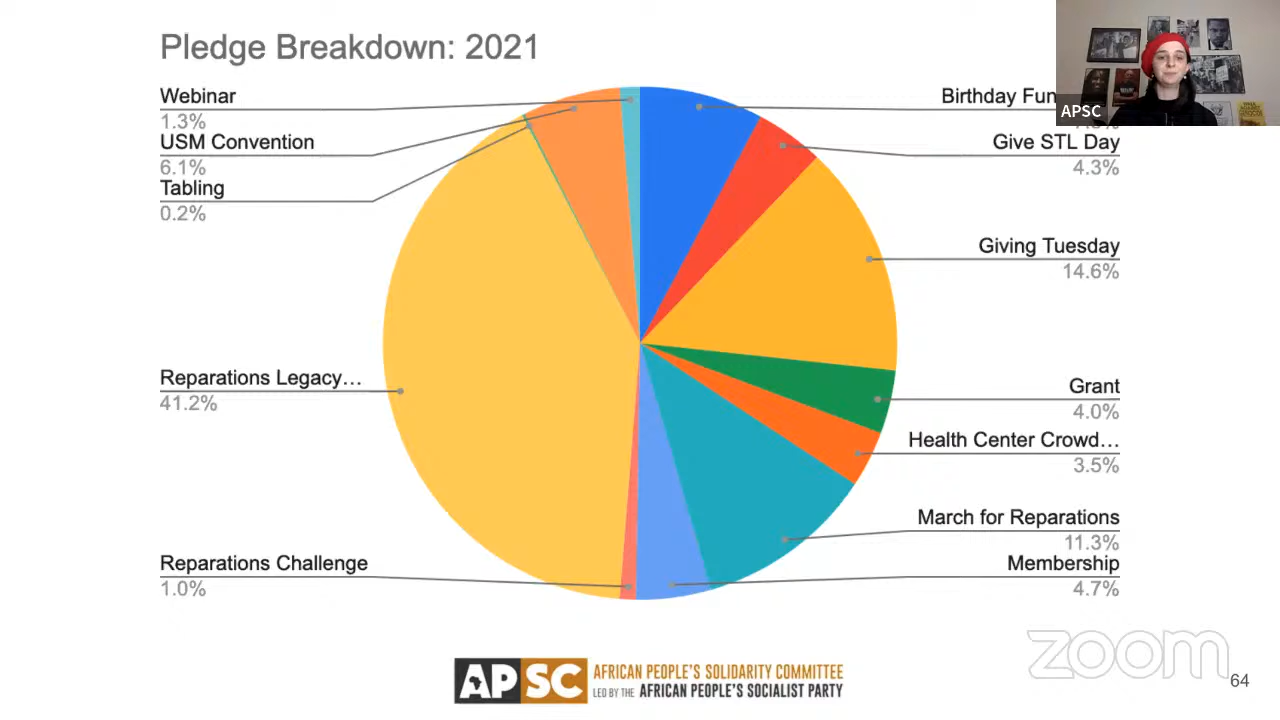 Pledge Breakdown: 2021
Webinar
1.3%
USM Convention
6.1%
Tabling
0.2%
Reparations Legacy…
41.2%
Reparations Challenge
1.0%
Birthday
Give STL Day
4.3%
Giving Tuesday
14.6%
Grant
4.0%
Health Center Crowd…
3.5%
March for Reparations
11.3%
Membership
4.7%
APSC
APSC
AFRICAN PEOPLE'S SOLIDARITY COMMITTEE
LED BY THE AFRICAN PEOPLE'S SOCIALIST PARTY
zoom
64